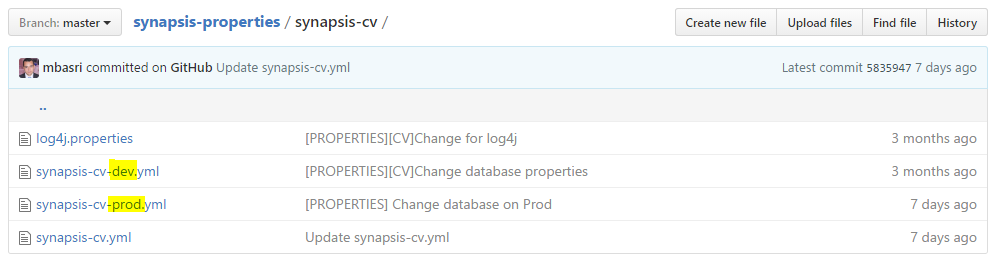 Branch: master synapsis-properties / synapsis-cv / Create new file Upload files Find file History
mbasri committed on GitHub Update synapsis-cv.yml Latest commit 5835947 7 days ago
..
log4j.properties [PROPERTIES][CV]Change for log4j 3 months ago
synapsis-cv-dev.yml [PROPERTIES][CV]Change database properties 3 months ago
synapsis-cv-prod.yml [PROPERTIES] Change database on Prod 7 days ago
synapsis-cv.yml Update synapsis-cv.yml 7 days ago